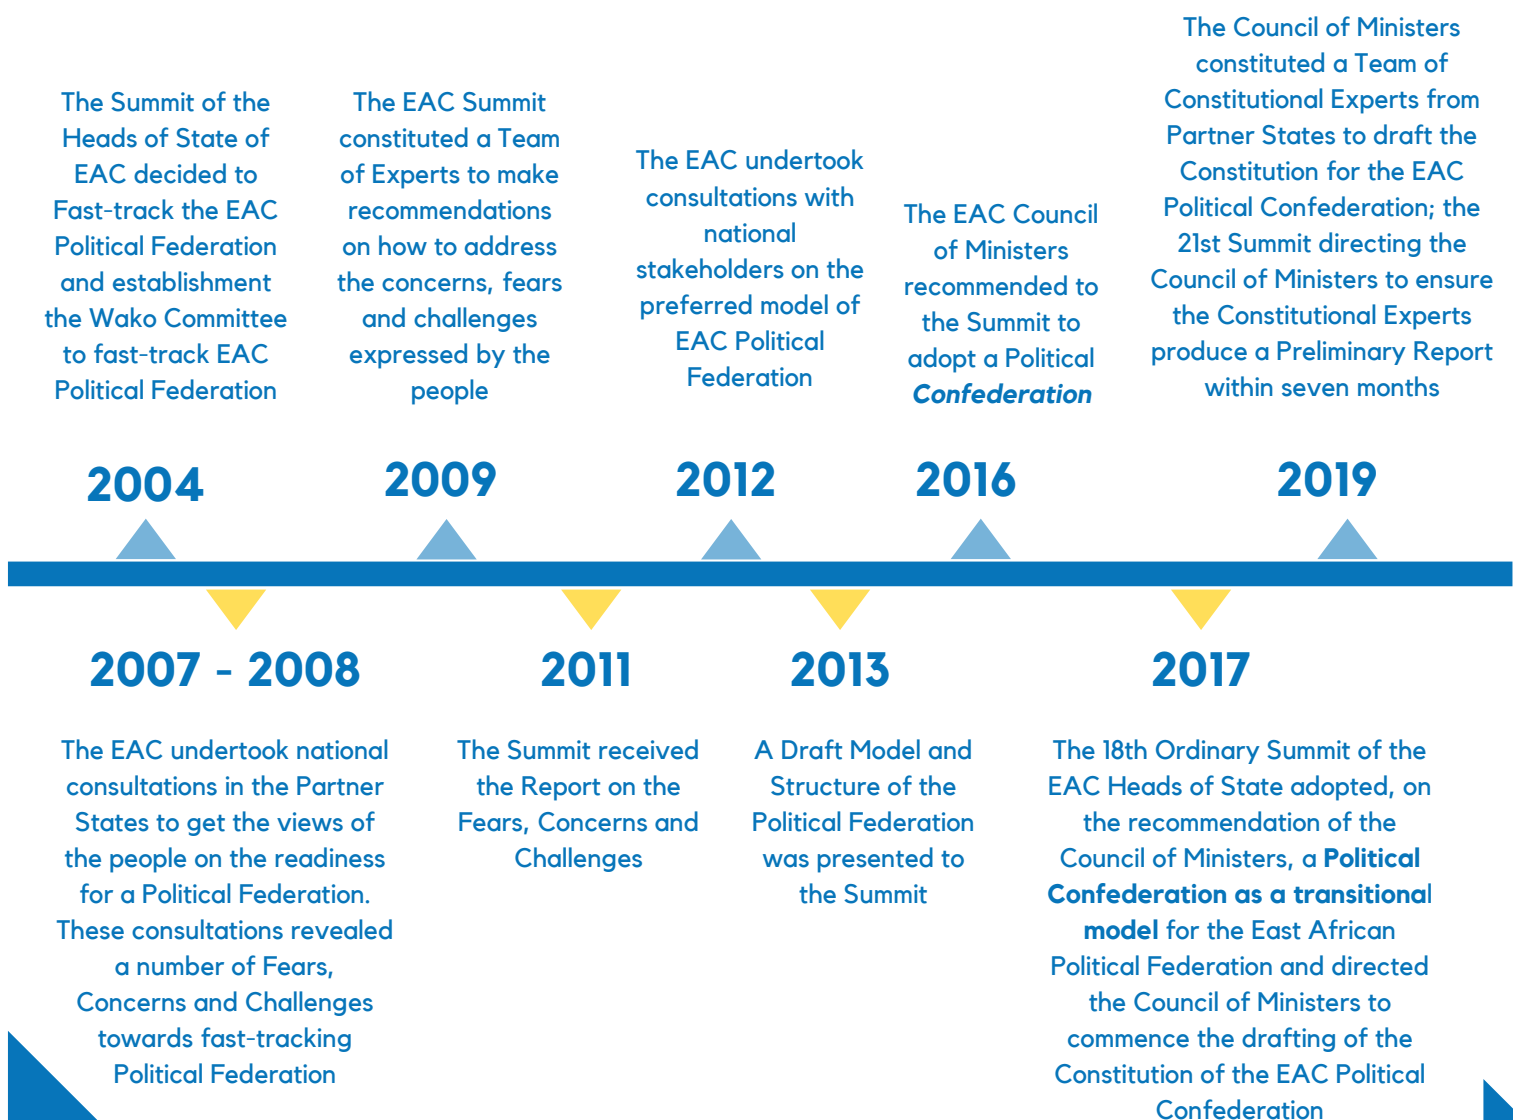 The Summit of the
Heads of State of
EAC decided to
Fast-track the EAC
Political Federation
and establishment
the Wako Committee
to fast-track EAC
Political Federation
2004
The EAC Summit
constituted a Team
of Experts to make
recommendations
on how to address
the concerns, fears
and challenges
expressed by the
people
2009
The EAC undertook
consultations with
national
stakeholders on the
preferred model of
EAC Political
Federation
2012
The EAC Council
of Ministers
recommended to
the Summit to
adopt a Political
Confederation
2016
The Council of Ministers
constituted a Team of
Constitutional Experts from
Partner States to draft the
Constitution for the EAC
Political Confederation; the
21st Summit directing the
Council of Ministers to ensure
the Constitutional Experts
produce a Preliminary Report
within seven months
2019
2007 - 2008
The EAC undertook national
consultations in the Partner
States to get the views of
the people on the readiness
for a Political Federation.
These consultations revealed
a number of Fears,
Concerns and Challenges
towards fast-tracking
Political Federation
2011
The Summit received
the Report on the
Fears, Concerns and
Challenges
2013
A Draft Model and
Structure of the
Political Federation
was presented to
the Summit
2017
The 18th Ordinary Summit of the
EAC Heads of State adopted, on
the recommendation of the
Council of Ministers, a Political
Confederation as a transitional
model for the East African
Political Federation and directed
the Council of Ministers to
commence the drafting of the
Constitution of the EAC Political
Confederation